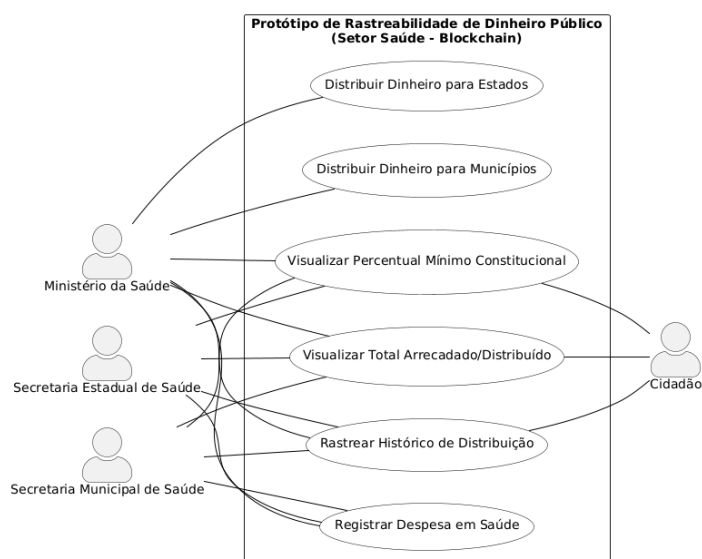 Protótipo de Rastreabilidade de Dinheiro Público
(Setor Saúde - Blockchain)
Distribuir Dinheiro para Estados
Distribuir Dinheiro para Municípios
Visualizar Percentual Mínimo Constitucional
Ministério da Saúde
Visualizar Total Arrecadado/Distribuído
Secretaria Estadual de Saúde
Cidadão
Rastrear Histórico de Distribuição
Secretaria Municipal de Saúde
Registrar Despesa em Saúde